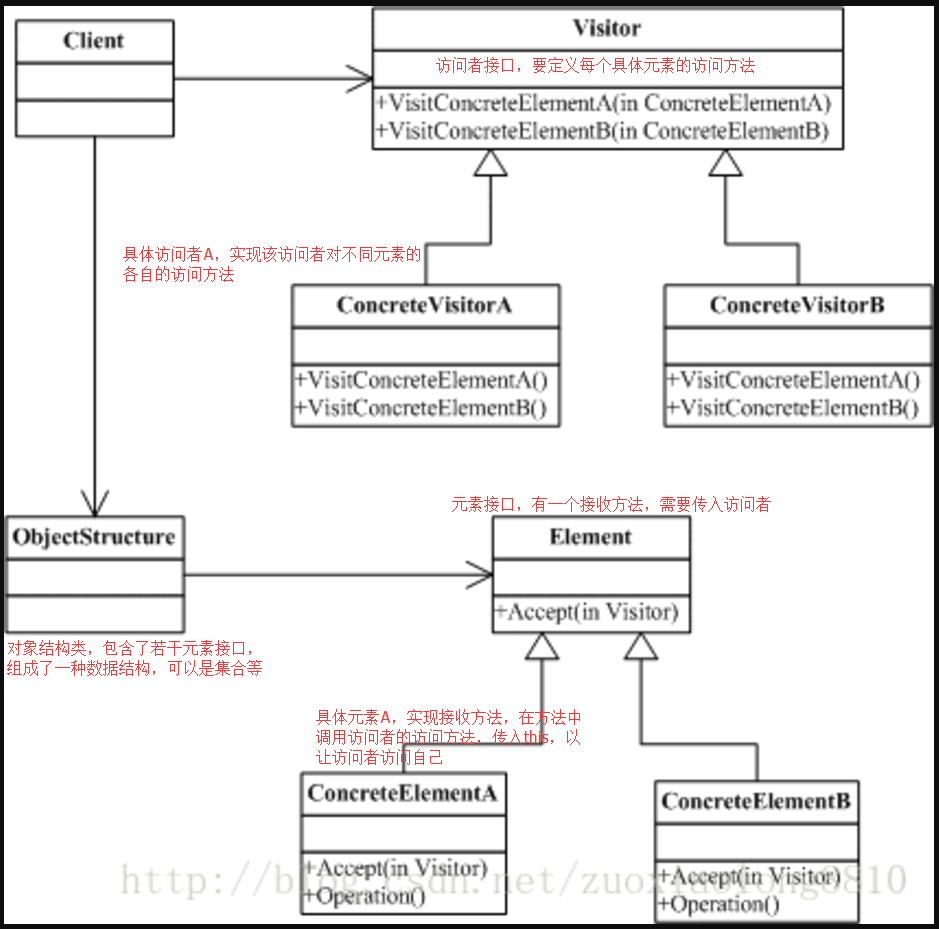 Client
Visitor
访问者接口，要定义每个具体元素的访问方法
+VisitConcreteElementA(in ConcreteElementA)
+VisitConcreteElementB(in ConcreteElementB)
具体访问者A，实现该访问者对不同元素的
各自的访问方法
ConcreteVisitorA
+VisitConcreteElementA()
+VisitConcreteElementB()
ConcreteVisitorB
+VisitConcreteElementA()
+VisitConcreteElementB()
元素接口，有一个接收方法，需要传入访问者
ObjectStructure
Element
+Accept(in Visitor)
对象结构类，包含了若干元素接口，
组成了一种数据结构，可以是集合等
具体元素A，实现接收方法，在方法中
调用访问者的访问方法，传入this，以
让访问者访问自己
ConcreteElementA
+Accept(in Visitor)
+Operation()
ConcreteElementB
+Accept(in Visitor)
+Operation()
http://blog.csdn.net/zuoxiaolong8810